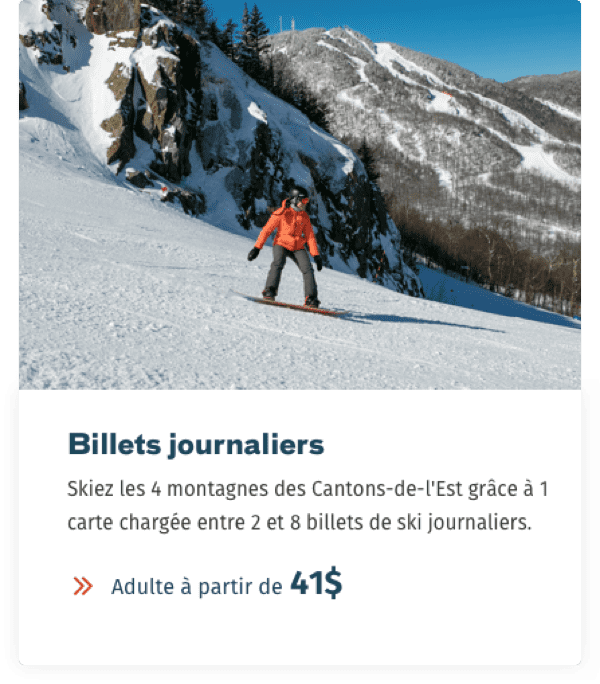 Billets journaliers
Skiez les 4 montagnes des Cantons-de-l'Est grâce à 1
carte chargée entre 2 et 8 billets de ski journaliers.
Adulte à partir de 41$